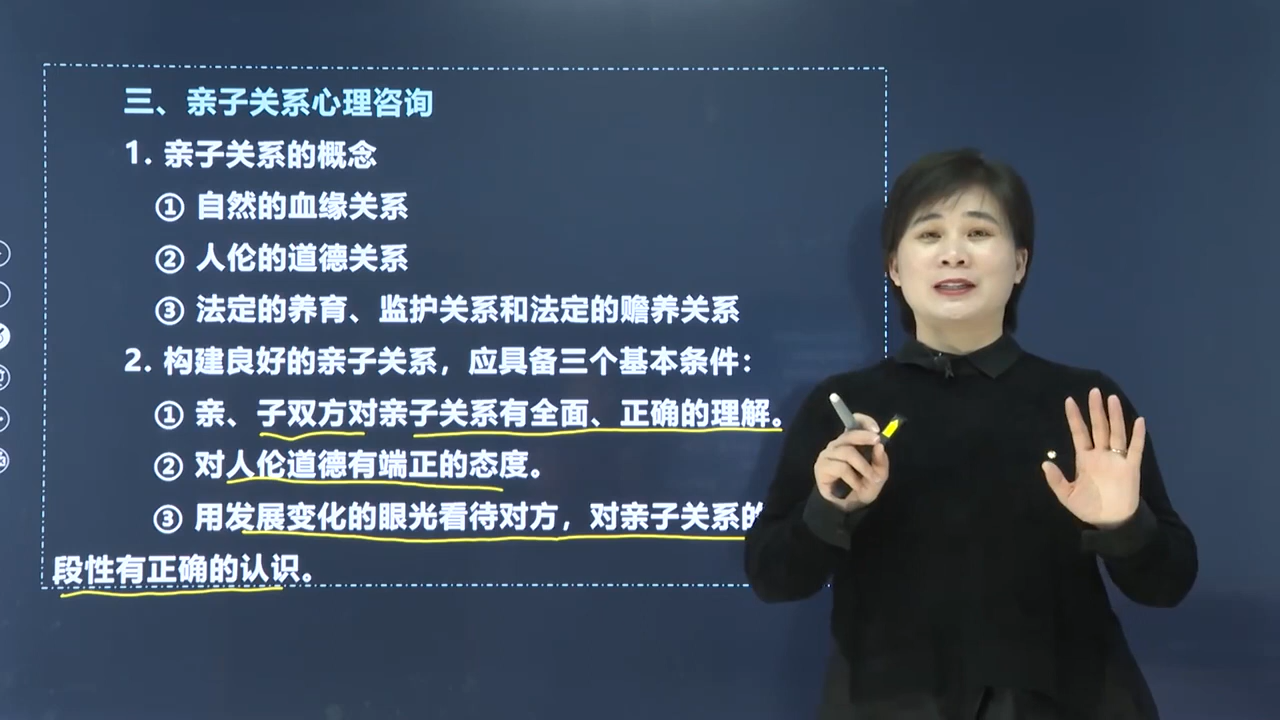 三、亲子关系心理咨询
1. 亲子关系的概念
① 自然的血缘关系
② 人伦的道德关系
③ 法定的养育、监护关系和法定的赡养关系
2. 构建良好的亲子关系，应具备三个基本条件：
① 亲、子双方对亲子关系有全面、正确的理解。
② 对人伦道德有端正的态度。
③ 用发展变化的眼光看待对方，对亲子关系的
段性有正确的认识。